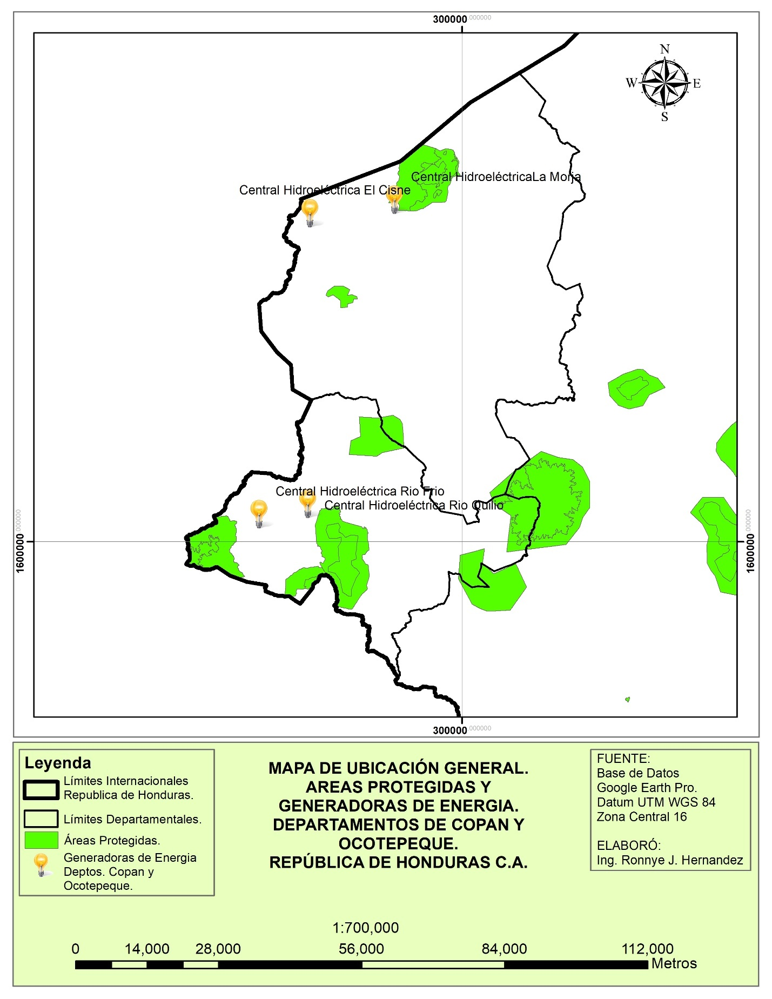 300000 000000
N
W E
S
Central HidroeléctricaLa Morja
Central Hidroeléctrica El Cisne
Central Hidroeléctrica Rio Frio
Central Hidroeléctrica Rio Quilio
1600000 000000
1600000 000000
300000 000000
Leyenda
Límites Internacionales
Republica de Honduras.
Límites Departamentales.
Áreas Protegidas.
Generadoras de Energia
Deptos. Copan y
Ocotepeque.
MAPA DE UBICACIÓN GENERAL.
AREAS PROTEGIDAS Y
GENERADORAS DE ENERGIA.
DEPARTAMENTOS DE COPAN Y
OCOTEPEQUE.
REPÚBLICA DE HONDURAS C.A.
FUENTE:
Base de Datos
Google Earth Pro.
Datum UTM WGS 84
Zona Central 16
ELABORÓ:
Ing. Ronnye J. Hernandez
1:700,000
0 14,000 28,000 56,000 84,000 112,000
Metros